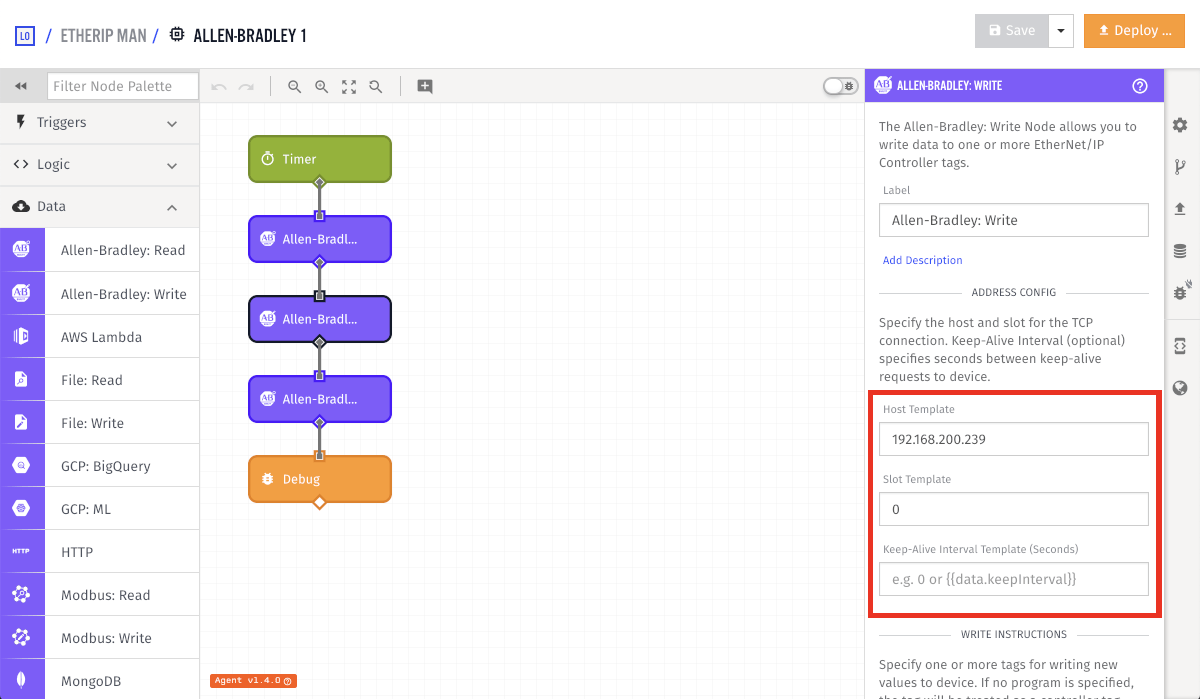 LO / ETHERIP MAN / ALLEN-BRADLEY 1
Save
Deploy ...
Filter Node Palette
Triggers
Logic
Data
Allen-Bradley: Read
Allen-Bradley: Write
AWS Lambda
File: Read
File: Write
GCP: BigQuery
GCP: ML
HTTP HTTP
Modbus: Read
Modbus: Write
MongoDB
Timer
AB Allen-Bradl...
AB Allen-Bradl...
AB Allen-Bradl...
Debug
Agent v1.4.0
AB ALLEN-BRADLEY: WRITE
The Allen-Bradley: Write Node allows you to
write data to one or more EtherNet/IP
Controller tags.
Label
Allen-Bradley: Write
Add Description
ADDRESS CONFIG
Specify the host and slot for the TCP
connection. Keep-Alive Interval (optional)
specifies seconds between keep-alive
requests to device.
Host Template
192.168.200.239
Slot Template
0
Keep-Alive Interval Template (Seconds)
e.g. 0 or {{data.keepInterval}}
WRITE INSTRUCTIONS
Specify one or more tags for writing new
values to device. If no program is specified,
the tag will be treated as a controller tag